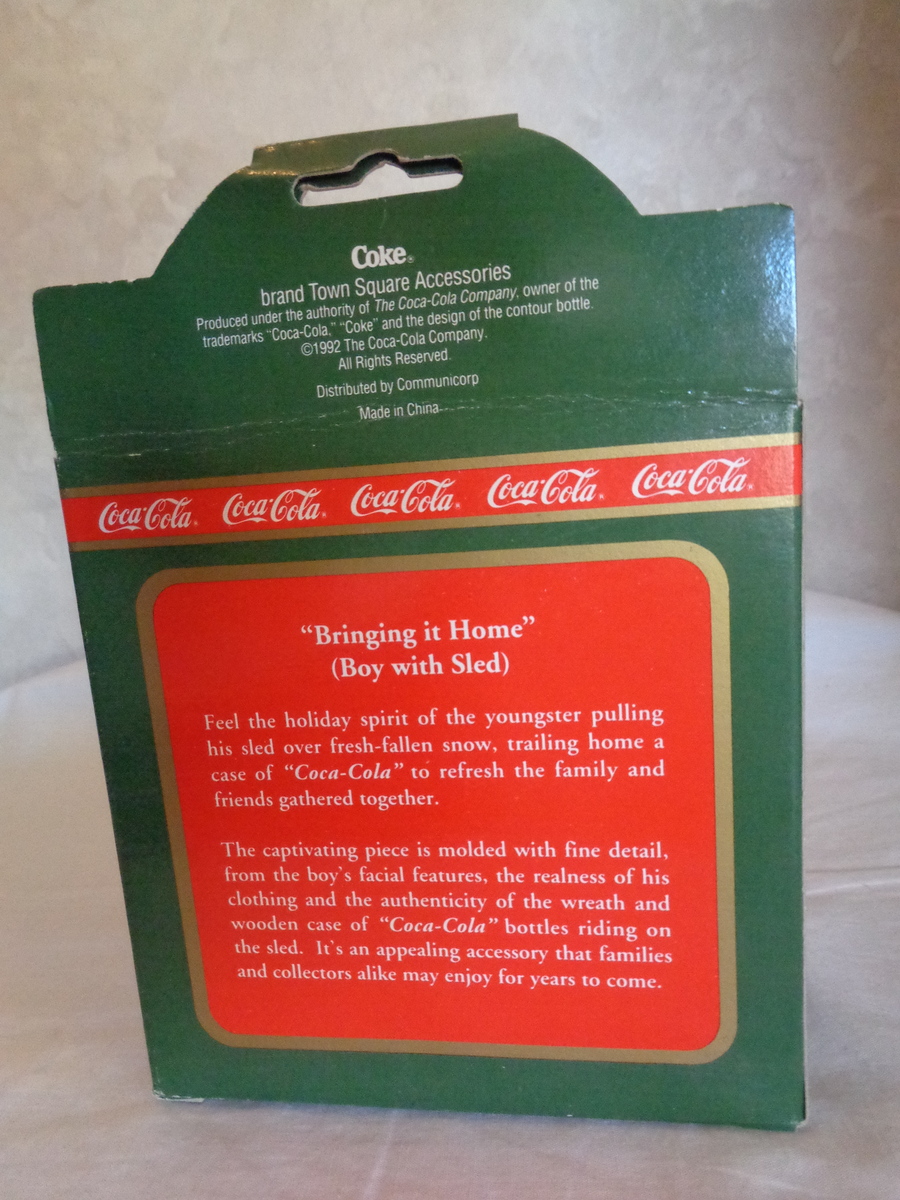 Coke®
brand Town Square Accessories
Produced under the authority of The Coca-Cola Company, owner of the
trademarks "Coca-Cola," "Coke" and the design of the contour bottle.
©1992 The Coca-Cola Company.
All Rights Reserved.
Distributed by Communicorp
Made in China
Coca-Cola® Coca-Cola® Coca-Cola® Coca-Cola® Coca-Cola®
“Bringing it Home”
(Boy with Sled)
Feel the holiday spirit of the youngster pulling
his sled over fresh-fallen snow, trailing home a
case of “Coca-Cola” to refresh the family and
friends gathered together.
The captivating piece is molded with fine detail,
from the boy's facial features, the realness of his
clothing and the authenticity of the wreath and
wooden case of “Coca-Cola” bottles riding on
the sled. It's an appealing accessory that families
and collectors alike may enjoy for years to come.